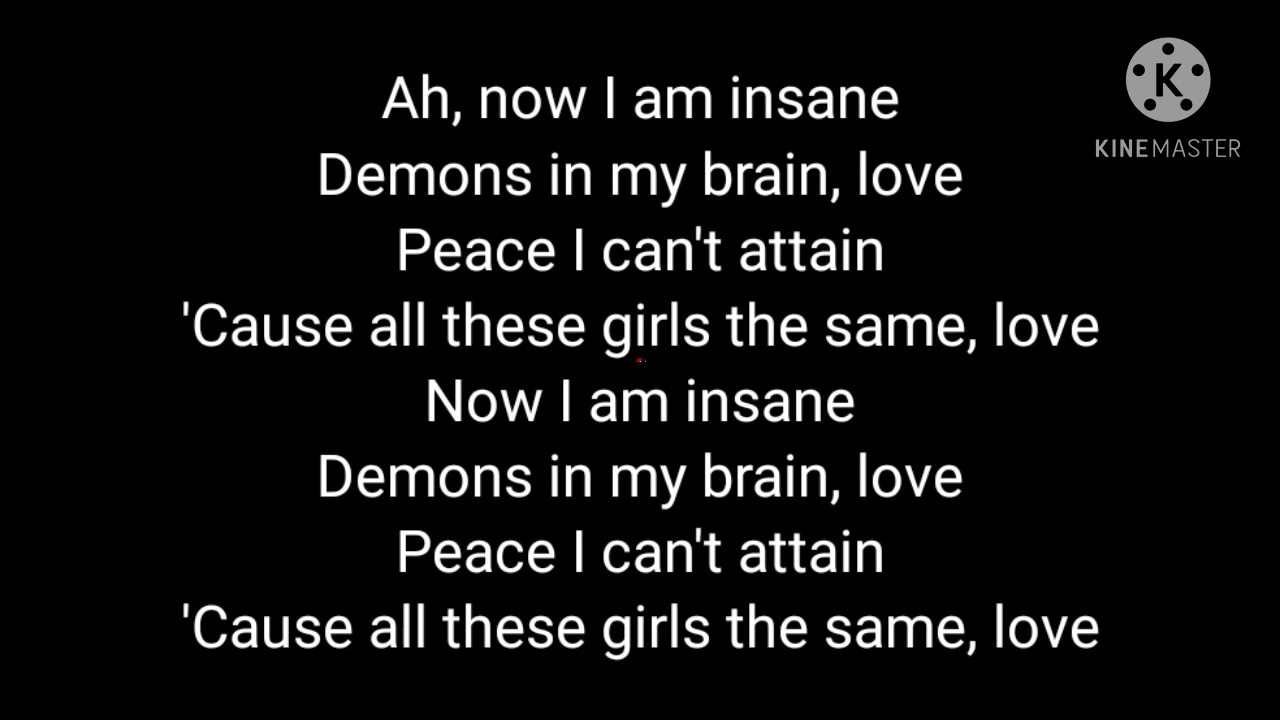 Ah, now I am insane
Demons in my brain, love
Peace I can't attain
'Cause all these girls the same, love
Now I am insane
Demons in my brain, love
Peace I can't attain
'Cause all these girls the same, love
K
KINEMASTER